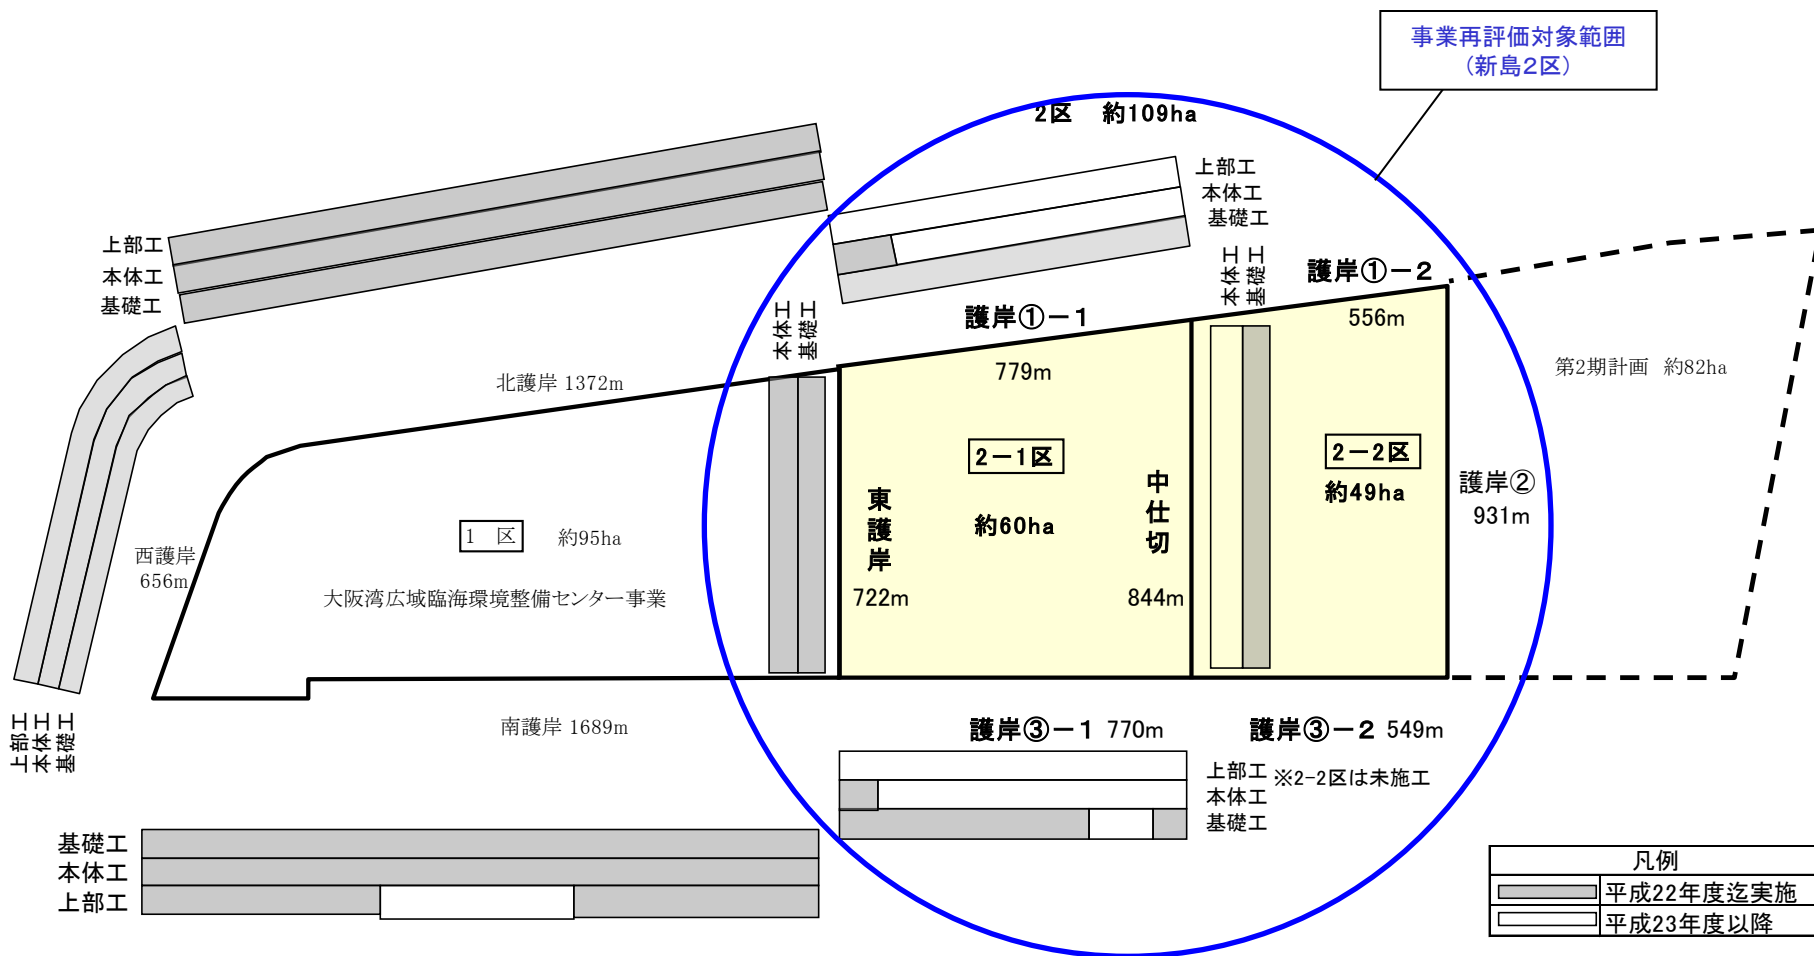 事業再評価対象範囲
（新島2区）
2区　約109ha
上部工
本体工
基礎工
上部工
本体工
基礎工
本体工
基礎工
護岸①－2
556m
護岸①－1
779m
本体工
基礎工
北護岸 1372m
第2期計画　約82ha
2－1区
約60ha
2－2区
約49ha
護岸②
931m
東護岸
722m
中仕切
844m
1　区
約95ha
大阪湾広域臨海環境整備センター事業
西護岸
656m
上部工
本体工
基礎工
南護岸 1689m
護岸③－1 770m
護岸③－2 549m
上部工
本体工
基礎工
※2-2区は未施工
基礎工
本体工
上部工
凡例
平成22年度迄実施
平成23年度以降